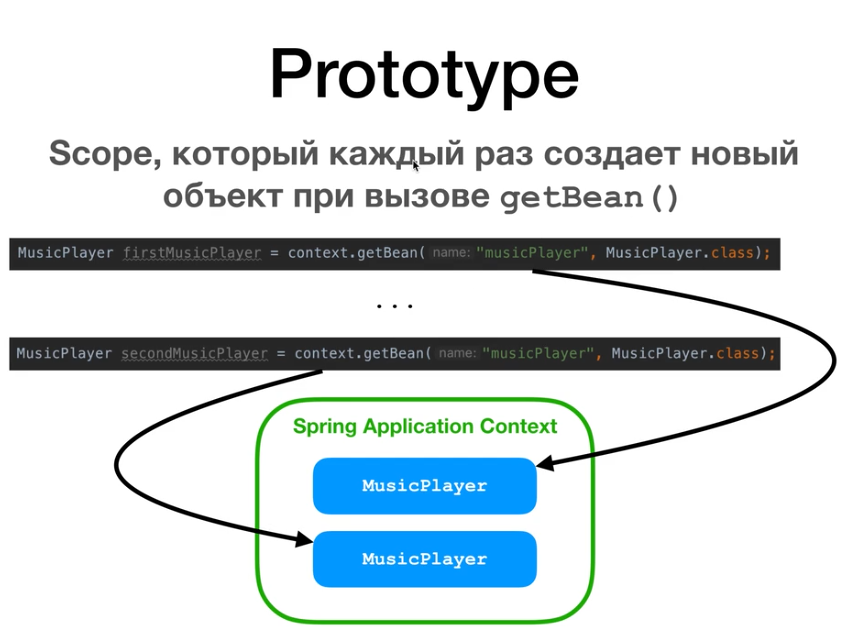 Prototype
Scope, который каждый раз создает новый
объект при вызове getBean()
MusicPlayer firstMusicPlayer = context.getBean( name: "musicPlayer", MusicPlayer.class);
...
MusicPlayer secondMusicPlayer = context.getBean( name: "musicPlayer", MusicPlayer.class);
Spring Application Context
MusicPlayer
MusicPlayer